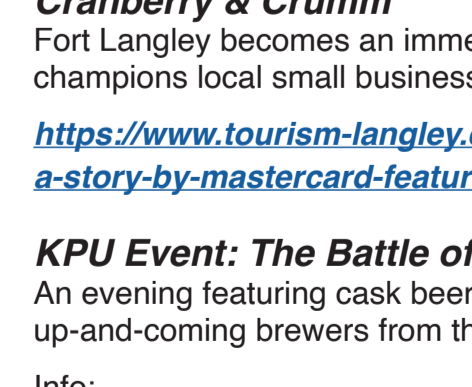 Cranberry & Crumm
Fort Langley becomes an imme
champions local small business
https://www.tourism-langley.
a-story-by-mastercard-featur
KPU Event: The Battle of
An evening featuring cask beer
up-and-coming brewers from th
Info: